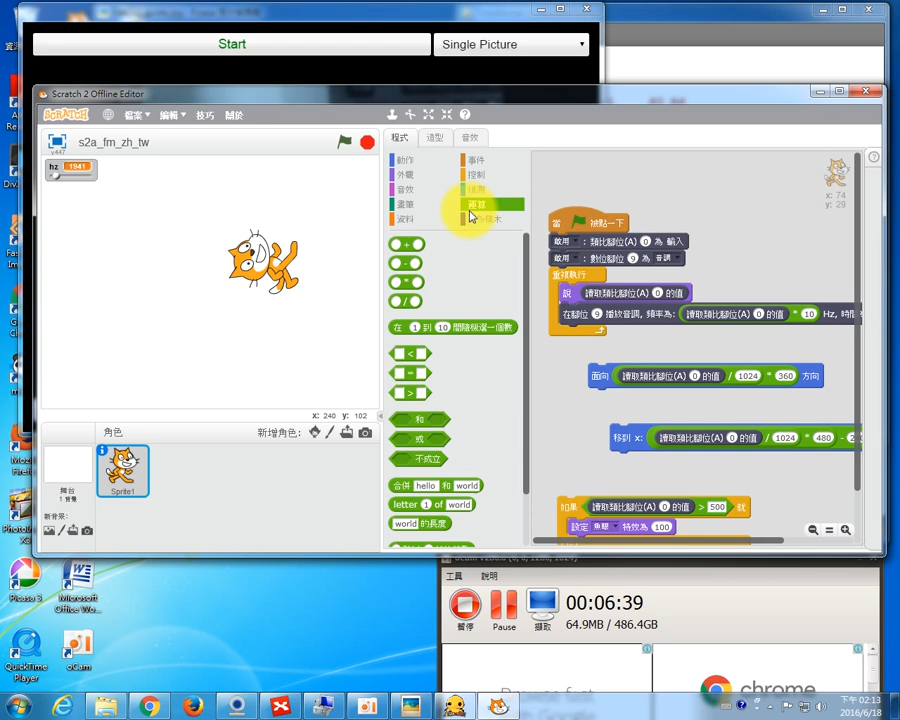 Start
Single Picture
Scratch 2 Offline Editor
SCRATCH
檔案
編輯
技巧
關於
v447
s2a_fm_zh_tw
hz 1941
x: 240 y: 102
角色
新增角色:
舞台
1 背景
新背景:
Sprite1
程式
造型
音效
動作
外觀
音效
畫筆
資料
事件
控制
運算
+
-
*
/
在 1 到 10 間隨機選一個數
<
=
>
和
或
不成立
合併 hello 和 world
letter 1 of world
world 的長度
x: 74
y: 29
當 被點一下
啟用 : 類比腳位(A) 0 為 輸入
啟用 : 數位腳位 9 為 音調
重複執行
說 讀取類比腳位(A) 0 的值
在腳位 9 播放音調, 頻率為: 讀取類比腳位(A) 0 的值 * 10 Hz, 時間
面向 讀取類比腳位(A) 0 的值 / 1024 * 360 方向
移到 x: 讀取類比腳位(A) 0 的值 / 1024 * 480 - 2
如果 讀取類比腳位(A) 0 的值 > 500 就
設定 魚眼 特效為 100
工具
說明
00:06:39
64.9MB / 486.4GB
暫停
Pause
擷取
chrome
Picasa 3
Microsoft
Office Wo...
QuickTime
Player
oCam
下午 02:13
2016/6/18